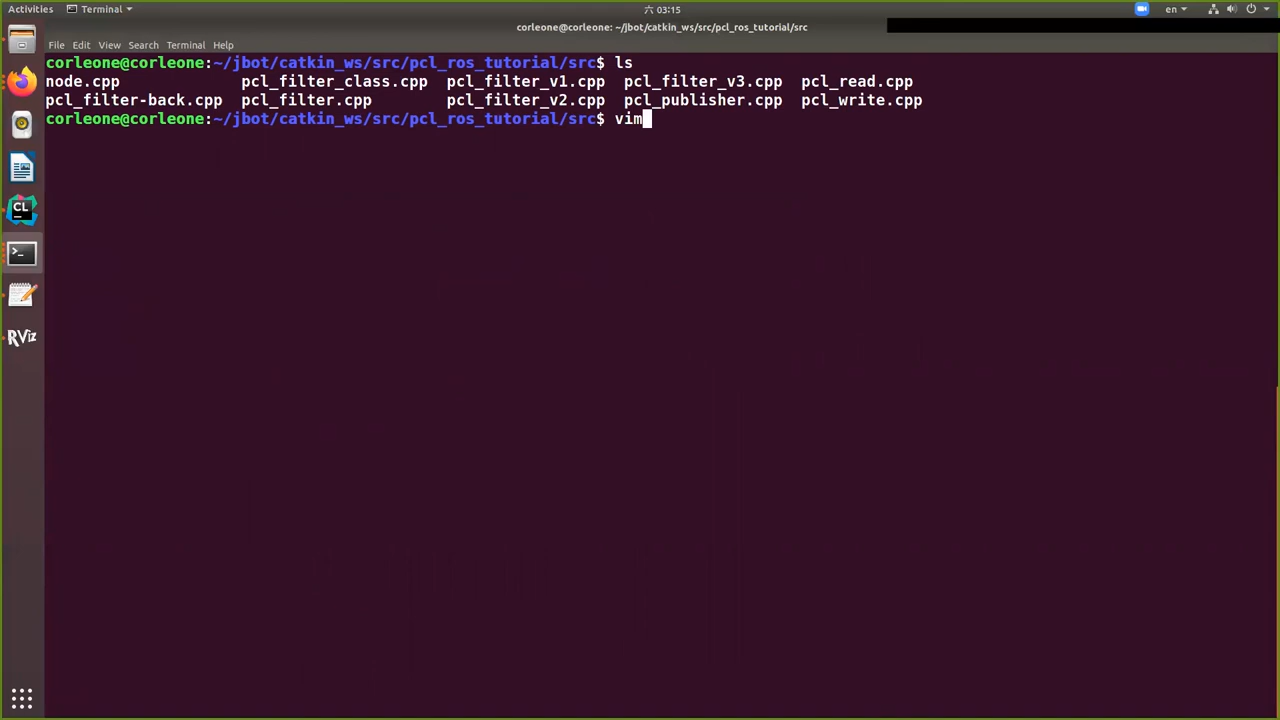 Activities Terminal 六 03:15 en
corleone@corleone: ~/jbot/catkin_ws/src/pcl_ros_tutorial/src
File Edit View Search Terminal Help
corleone@corleone:~/jbot/catkin_ws/src/pcl_ros_tutorial/src$ ls
node.cpp pcl_filter_class.cpp pcl_filter_v1.cpp pcl_filter_v3.cpp pcl_read.cpp
pcl_filter-back.cpp pcl_filter.cpp pcl_filter_v2.cpp pcl_publisher.cpp pcl_write.cpp
corleone@corleone:~/jbot/catkin_ws/src/pcl_ros_tutorial/src$ vim
CL
>_
RViz